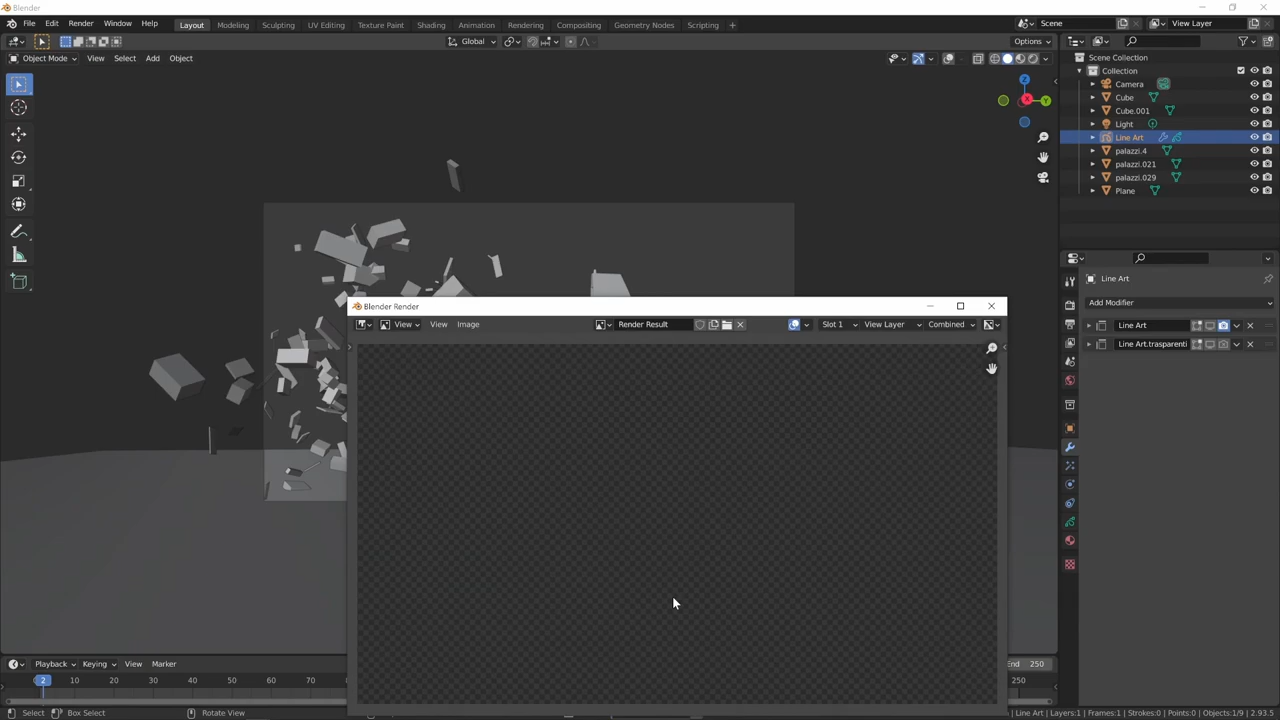 Blender
File Edit Render Window Help
Layout Modeling Sculpting UV Editing Texture Paint Shading Animation Rendering Compositing Geometry Nodes Scripting +
Scene
View Layer
Global
Options
Object Mode View Select Add Object
Z
X
Y
Scene Collection
Collection
Camera
Cube
Cube.001
Light
Line Art
palazzi.4
palazzi.021
palazzi.029
Plane
Line Art
Add Modifier
Line Art
Line Art.trasparenti
Blender Render
View View Image
Render Result
Slot 1 View Layer Combined
Playback Keying View Marker
End 250
2 10 20 30 40 50 60 70 80 250
Select Box Select Rotate View
| Line Art | Layers:1 | Frames:1 | Strokes:0 | Points:0 | Objects:1/9 | 2.93.5